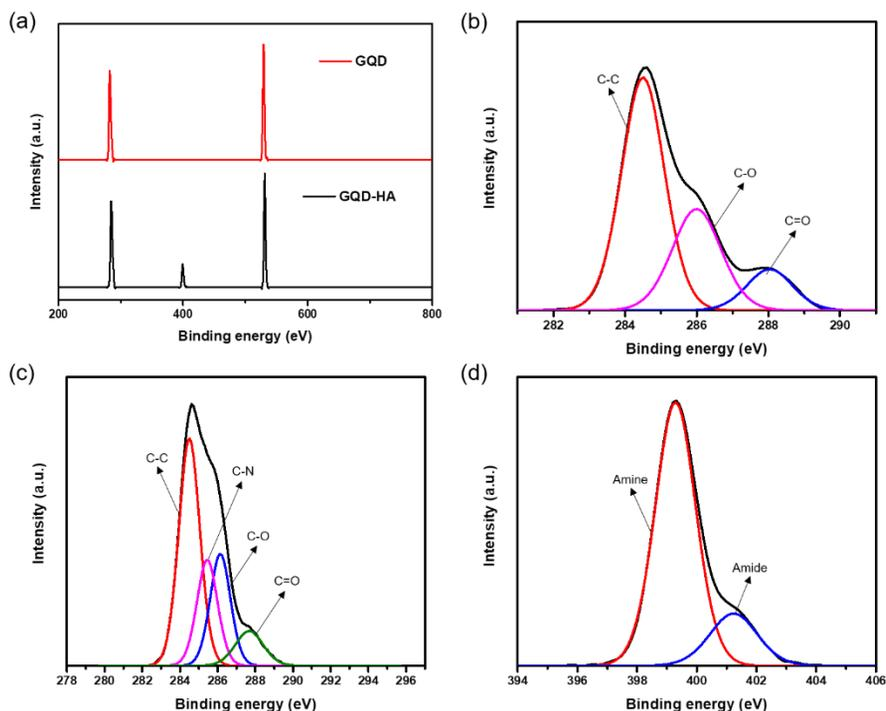 (a)
GQD
GQD-HA
Intensity (a.u.)
200 400 600 800
Binding energy (eV)
(b)
C-C
C-O
C=O
Intensity (a.u.)
282 284 286 288 290
Binding energy (eV)
(c)
C-C
C-N
C-O
C=O
Intensity (a.u.)
278 280 282 284 286 288 290 292 294 296
Binding energy (eV)
(d)
Amine
Amide
Intensity (a.u.)
394 396 398 400 402 404 406
Binding energy (eV)